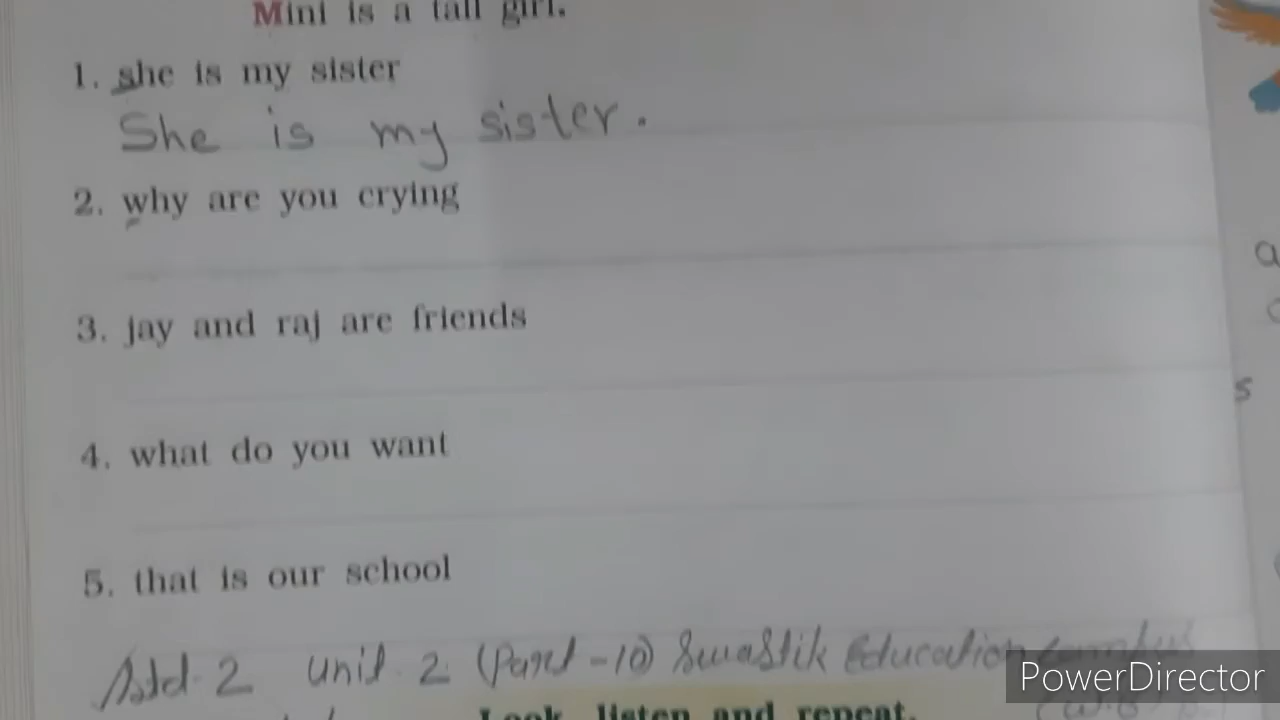 Mini is a tall girl.
1. she is my sister
She is my sister.
2. why are you crying
3. jay and raj are friends
4. what do you want
5. that is our school
Std 2 Unit 2 (Part-10) Swastik Education
PowerDirector
Look, listen and repeat.